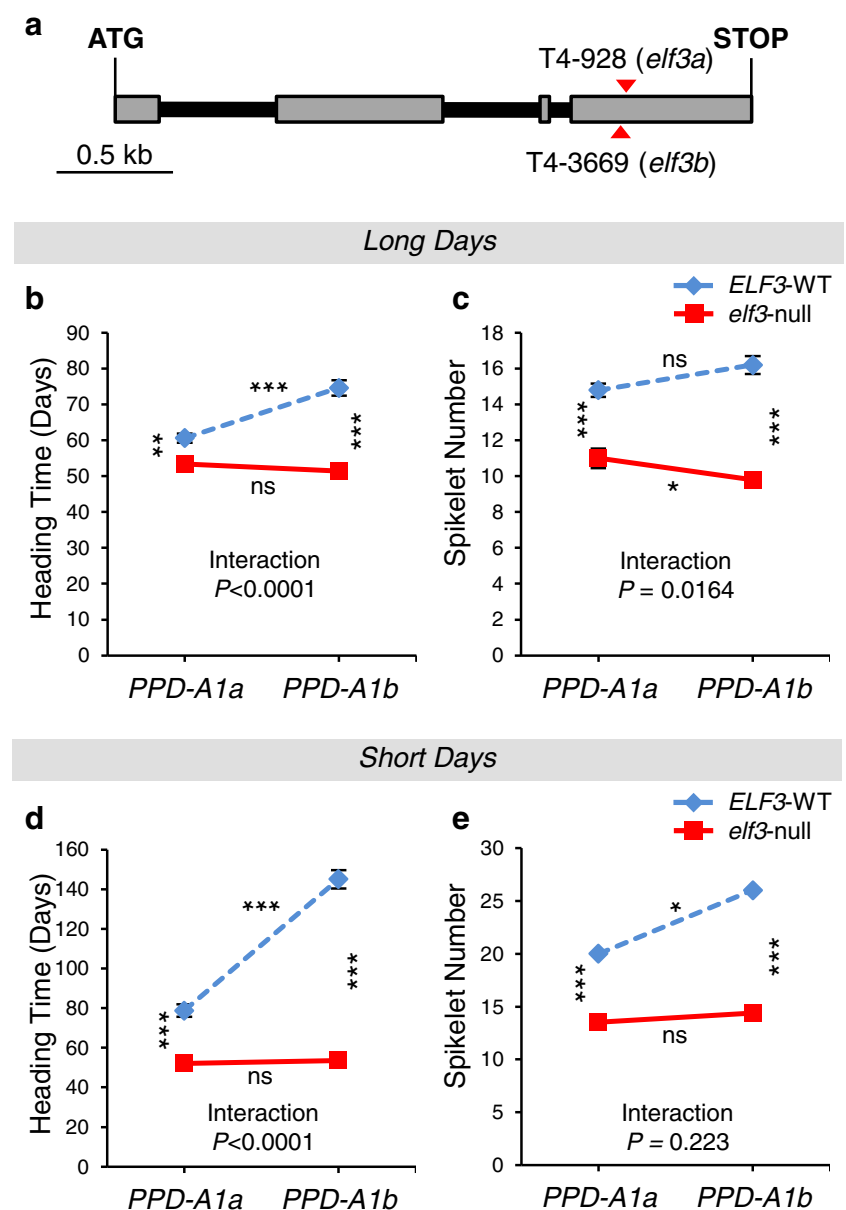 a
ATG
STOP
T4-928 (elf3a)
0.5 kb
T4-3669 (elf3b)
Long Days
b
Heading Time (Days)
90
80
70
60
50
40
30
20
10
0
***
**
***
ns
Interaction
P<0.0001
PPD-A1a PPD-A1b
c
ELF3-WT
elf3-null
Spikelet Number
18
16
14
12
10
8
6
4
2
0
ns
***
***
*
Interaction
P = 0.0164
PPD-A1a PPD-A1b
Short Days
d
Heading Time (Days)
160
140
120
100
80
60
40
20
0
***
***
***
ns
Interaction
P<0.0001
PPD-A1a PPD-A1b
e
ELF3-WT
elf3-null
Spikelet Number
30
25
20
15
10
5
0
*
***
***
ns
Interaction
P = 0.223
PPD-A1a PPD-A1b